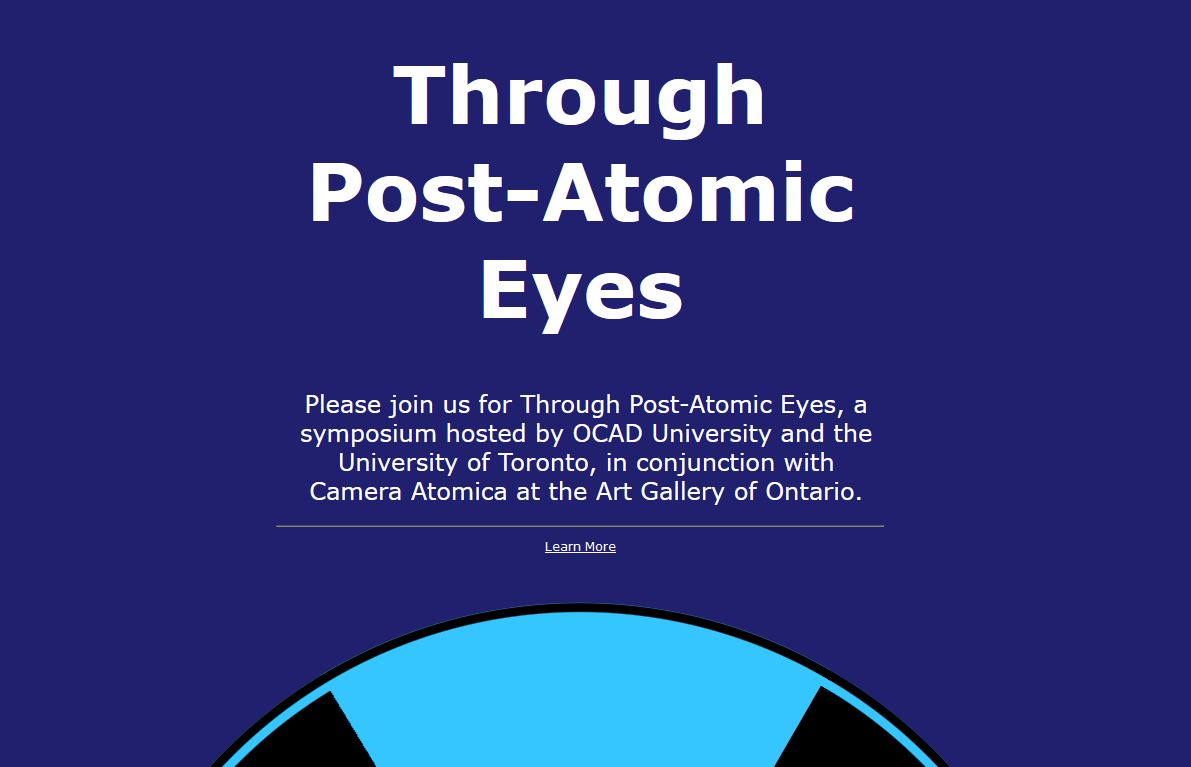 Through
Post-Atomic
Eyes
Please join us for Through Post-Atomic Eyes, a
symposium hosted by OCAD University and the
University of Toronto, in conjunction with
Camera Atomica at the Art Gallery of Ontario.
Learn More